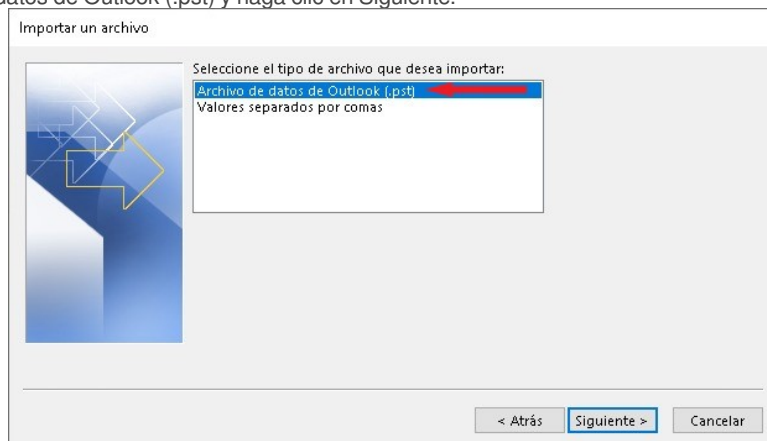 datos de Outlook (.pst) y haga clic en Siguiente.
Importar un archivo
Seleccione el tipo de archivo que desea importar:
Archivo de datos de Outlook (.pst)
Valores separados por comas
< Atrás Siguiente > Cancelar